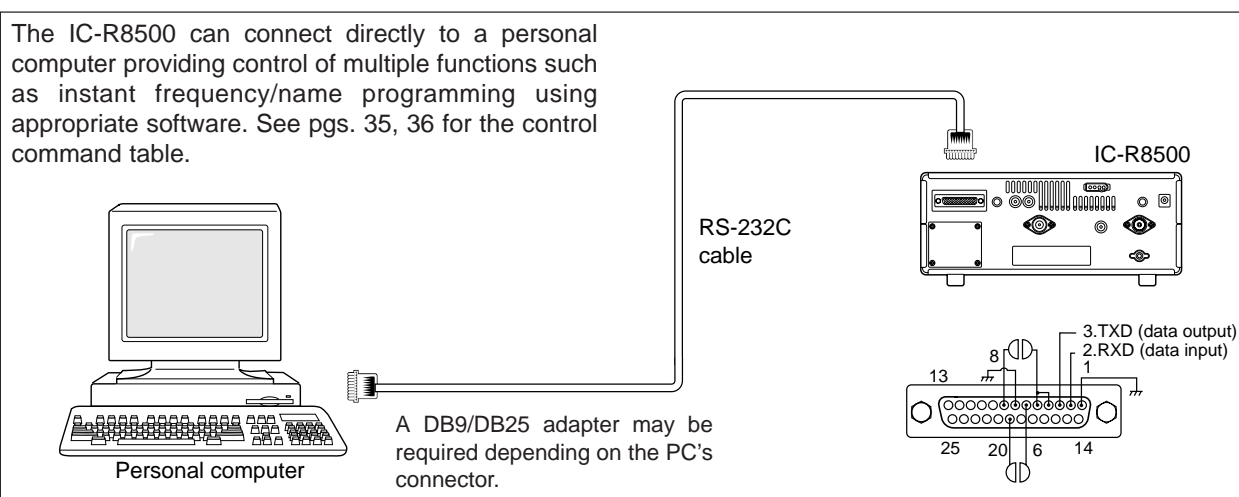 The IC-R8500 can connect directly to a personal
computer providing control of multiple functions such
as instant frequency/name programming using
appropriate software. See pgs. 35, 36 for the control
command table.
IC-R8500
RS-232C
cable
Personal computer
A DB9/DB25 adapter may be
required depending on the PC's
connector.
3.TXD (data output)
2.RXD (data input)
8
1
13
25
20
6
14